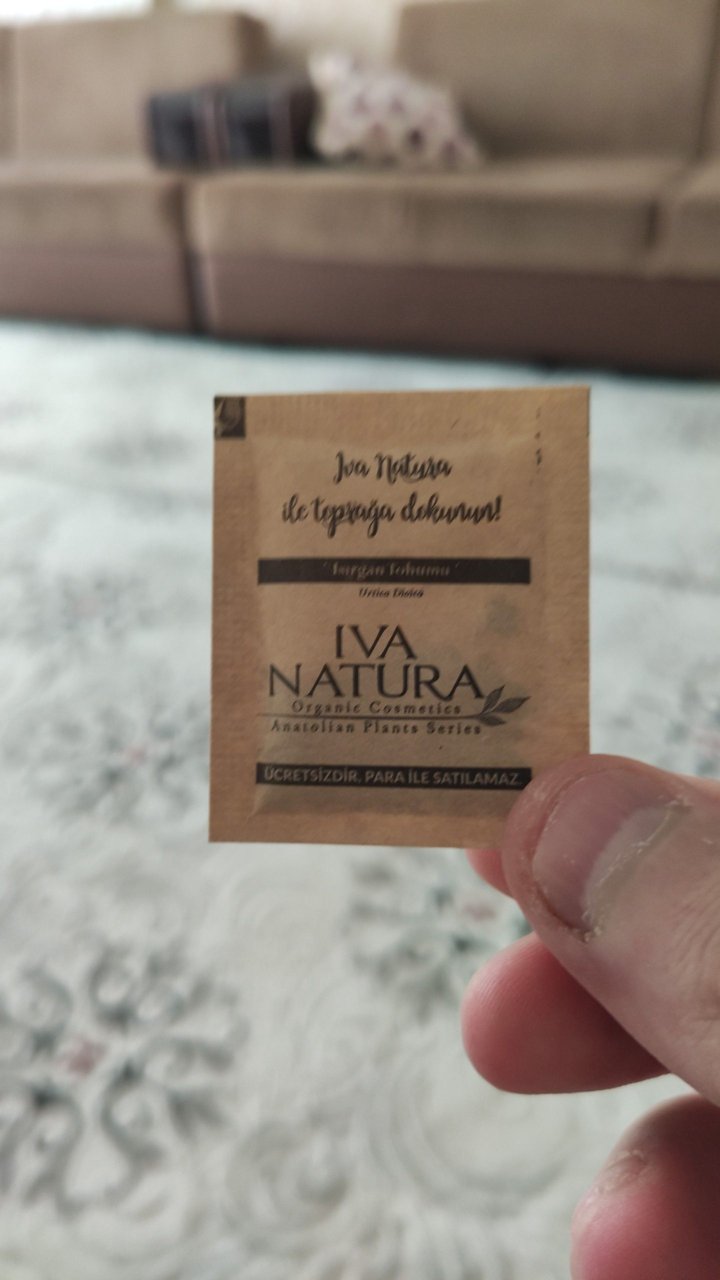 Iva Natura
ile toprağa dokunun!
Isırgan Tohumu
Urtica Dioica
IVA
NATURA
Organic Cosmetics
Anatolian Plants Series
ÜCRETSİZDİR. PARA İLE SATILAMAZ.